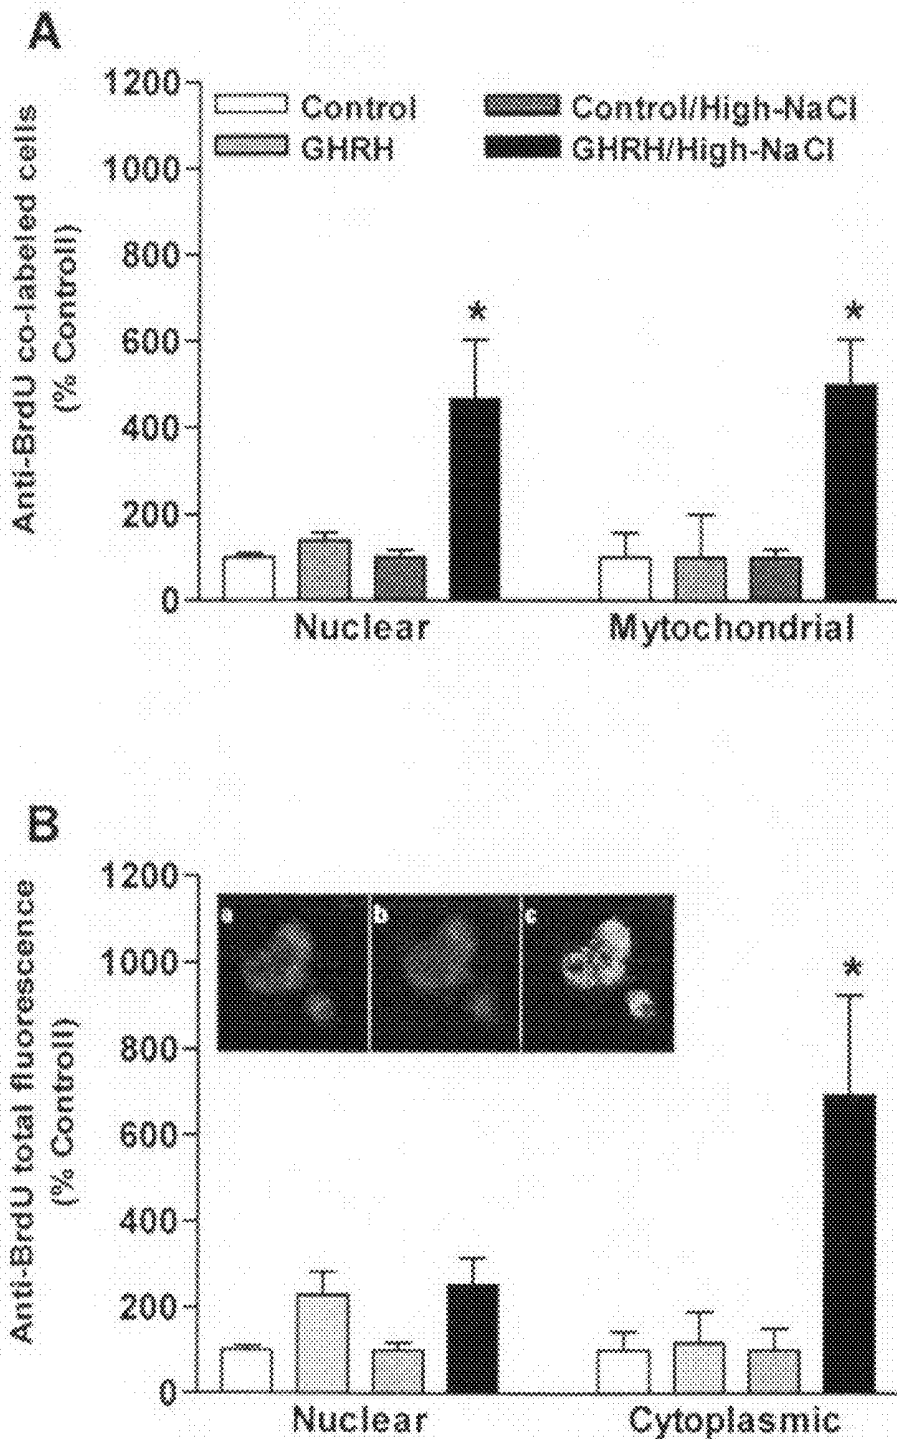 A
Anti-BrdU co-labeled cells
(% Controll)
1200
1000
800
600
400
200
0
Control
GHRH
Control/High-NaCl
GHRH/High-NaCl
*
*
Nuclear
Mytochondrial
B
Anti-BrdU total fluorescence
(% Controll)
1200
1000
800
600
400
200
0
a
b
c
*
Nuclear
Cytoplasmic